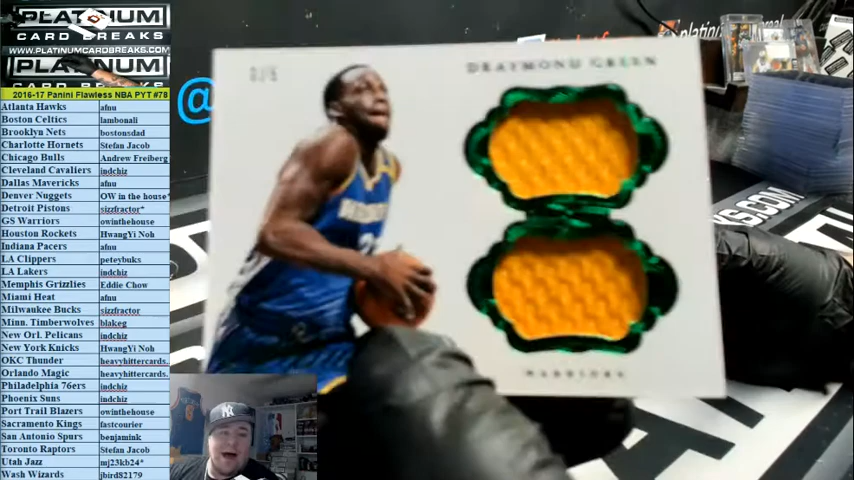 PLATINUM
CARD BREAKS
WWW.PLATINUMCARDBREAKS.COM
PLATINUM
CARD BREAKS
2016-17 Panini Flawless NBA PYT #78
Atlanta Hawks afnu
Boston Celtics lambonali
Brooklyn Nets bostonsdad
Charlotte Hornets Stefan Jacob
Chicago Bulls Andrew Freiberg
Cleveland Cavaliers indchiz
Dallas Mavericks afnu
Denver Nuggets OW in the house*
Detroit Pistons sizzfractor*
GS Warriors owinthehouse
Houston Rockets HwangYi Noh
Indiana Pacers afnu
LA Clippers peteybuks
LA Lakers indchiz
Memphis Grizzlies Eddie Chow
Miami Heat afnu
Milwaukee Bucks sizzfractor
Minn. Timberwolves blakeg
New Orl. Pelicans indchiz
New York Knicks HwangYi Noh
OKC Thunder heavyhittercards.
Orlando Magic heavyhittercards.
Philadelphia 76ers indchiz
Phoenix Suns indchiz
Port Trail Blazers owinthehouse
Sacramento Kings fastcourier
San Antonio Spurs benjamink
Toronto Raptors Stefan Jacob
Utah Jazz mj23kb24*
Wash Wizards jbird82179
DRAYMOND GREEN
WARRIORS
@